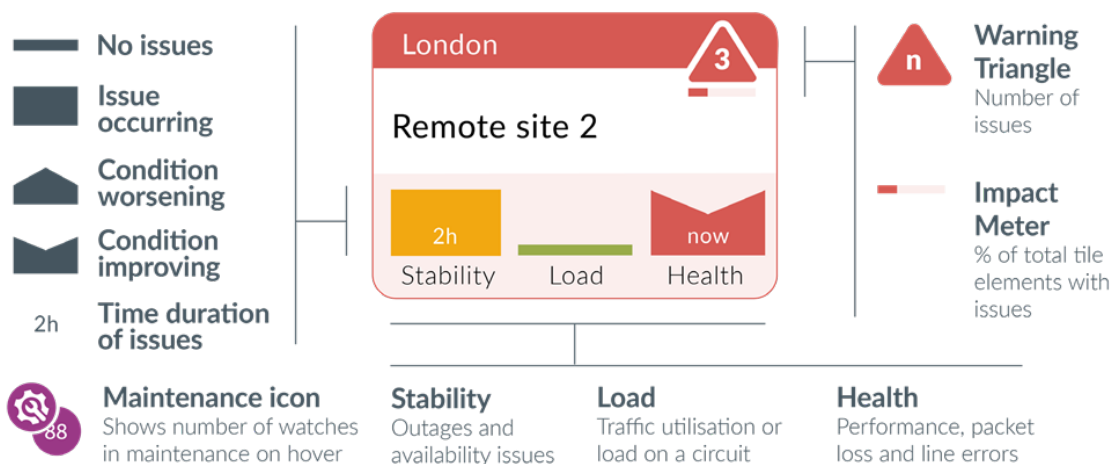 No issues
Issue
occurring
Condition
worsening
Condition
improving
2h
Time duration
of issues
88
Maintenance icon
Shows number of watches
in maintenance on hover
London
3
Remote site 2
2h
now
Stability
Load
Health
n
Warning
Triangle
Number of
issues
Impact
Meter
% of total tile
elements with
issues
Stability
Outages and
availability issues
Load
Traffic utilisation or
load on a circuit
Health
Performance, packet
loss and line errors